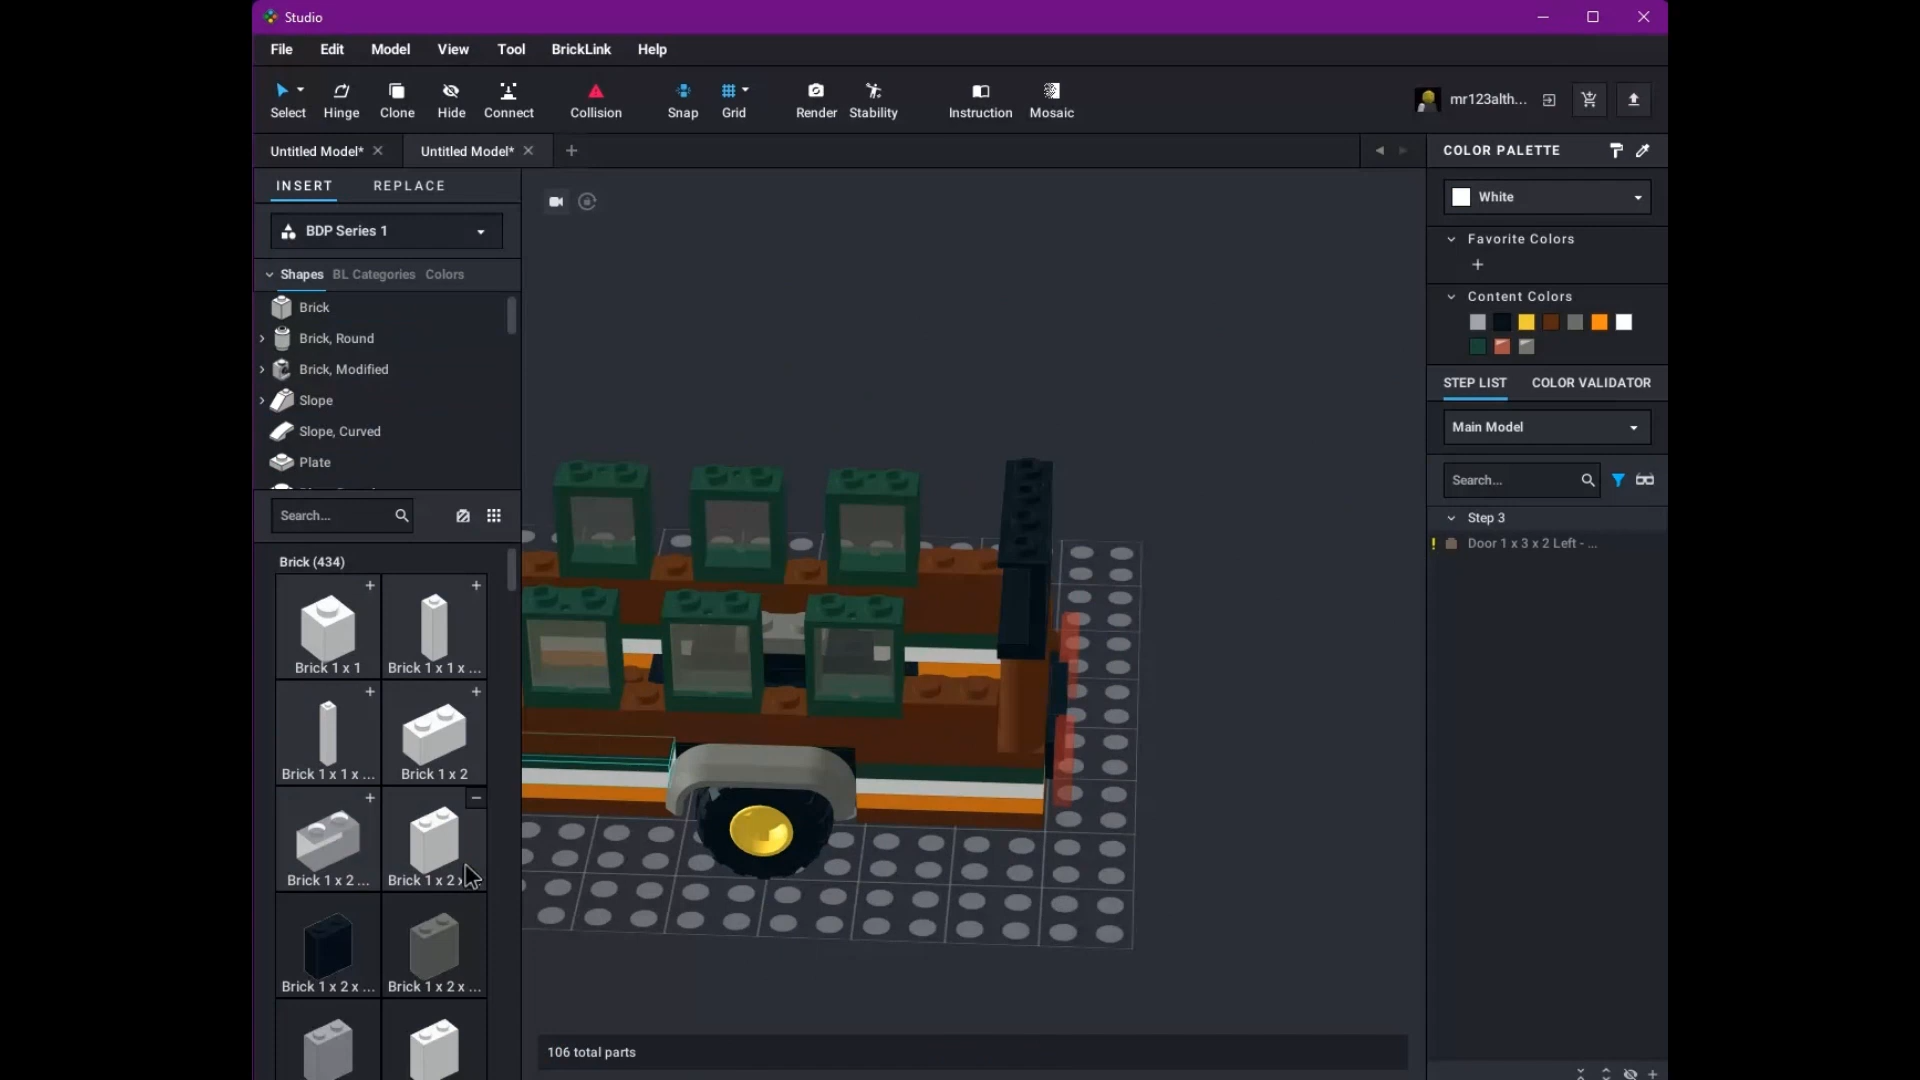 Studio
File Edit Model View Tool BrickLink Help
Select Hinge Clone Hide Connect Collision Snap Grid Render Stability Instruction Mosaic
mr123alth...
Untitled Model* Untitled Model*
COLOR PALETTE
INSERT REPLACE
White
BDP Series 1
Favorite Colors
Shapes BL Categories Colors
Content Colors
Brick
Brick, Round
Brick, Modified
Slope
Slope, Curved
Plate
STEP LIST COLOR VALIDATOR
Main Model
Search...
Search...
Step 3
Door 1 x 3 x 2 Left - ...
Brick (434)
Brick 1 x 1
Brick 1 x 1 x ...
Brick 1 x 1 x ...
Brick 1 x 2
Brick 1 x 2 ...
Brick 1 x 2 x
Brick 1 x 2 x ...
Brick 1 x 2 x ...
106 total parts